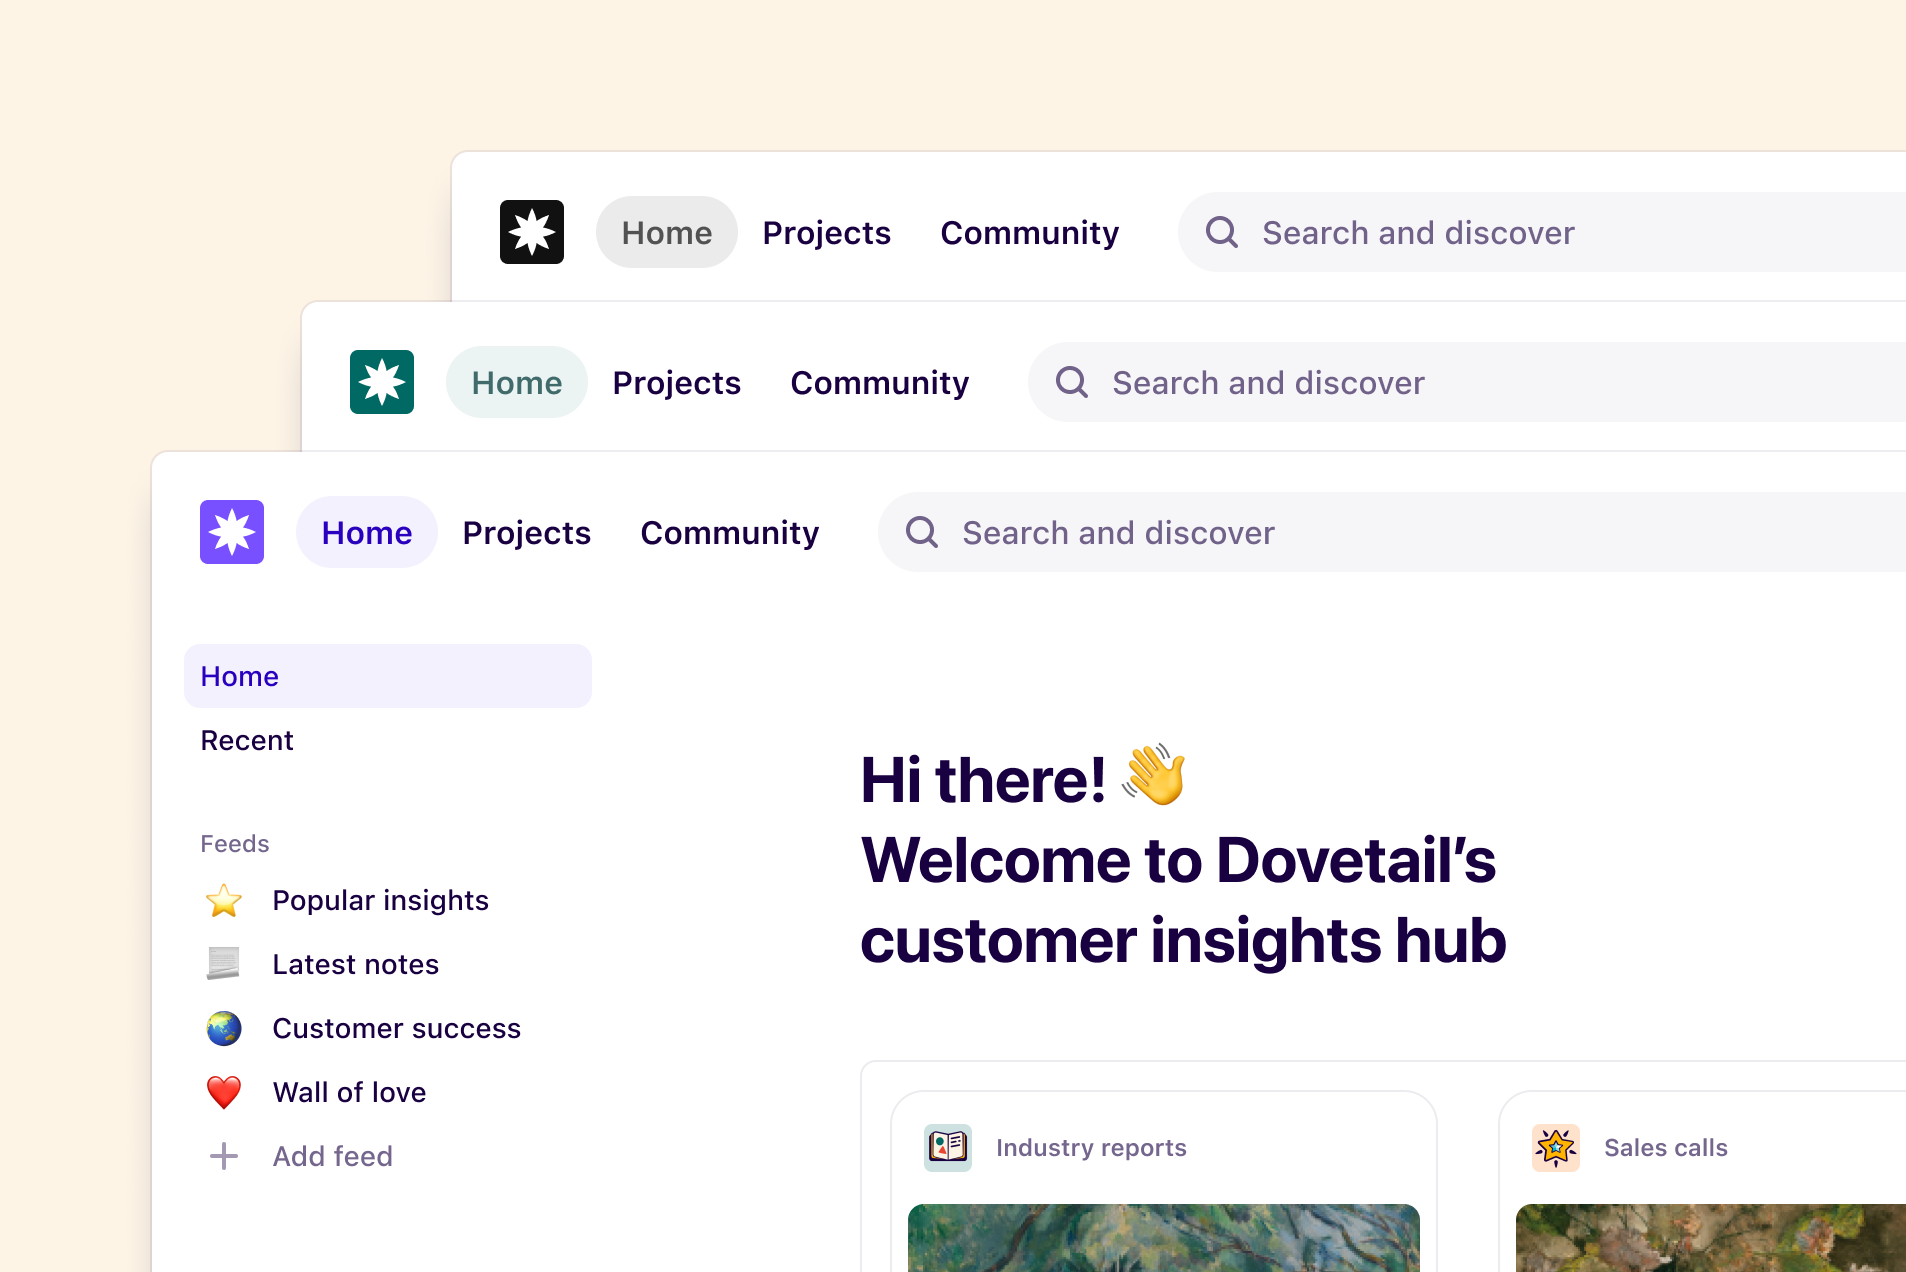 Home Projects Community Search and discover
Home Projects Community Search and discover
Home Projects Community Search and discover
Home
Recent
Hi there! 👋
Welcome to Dovetail’s
customer insights hub
Feeds
Popular insights
Latest notes
Customer success
Wall of love
Add feed
Industry reports
Sales calls